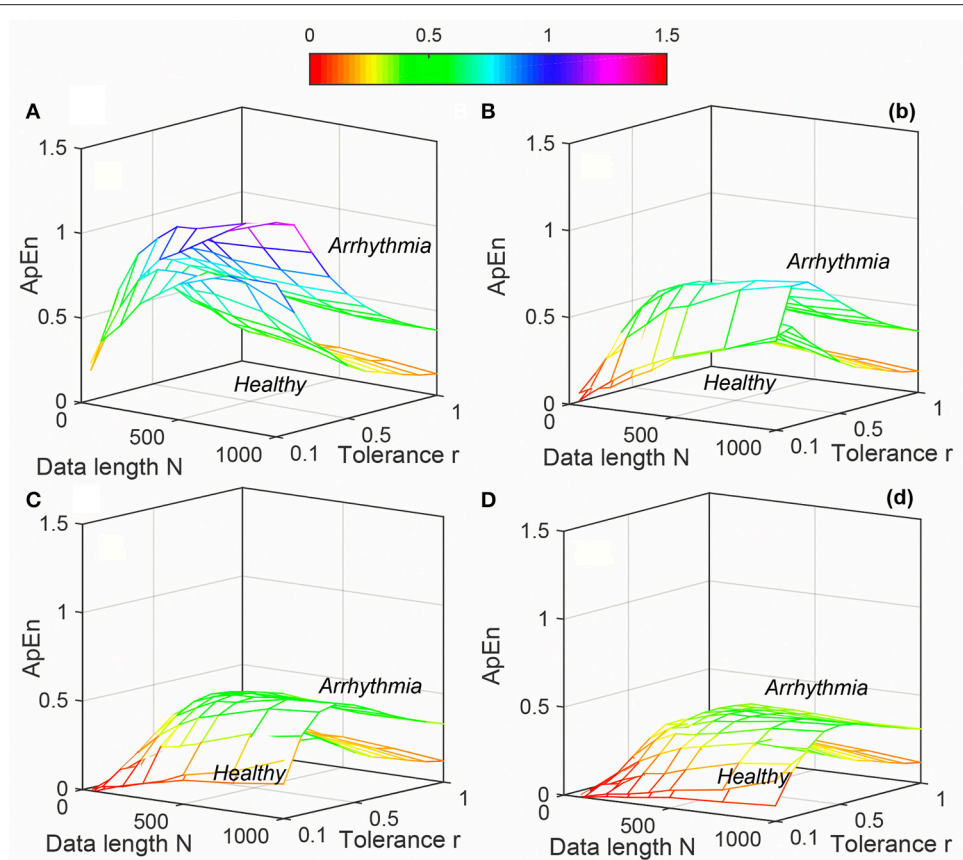 0 0.5 1 1.5
A
1.5
1
0.5
0
ApEn
Arrhythmia
Healthy
0
500
1000
Data length N
0.1
0.5
1
Tolerance r
B
(b)
1.5
1
0.5
0
ApEn
Arrhythmia
Healthy
0
500
1000
Data length N
0.1
0.5
1
Tolerance r
C
1.5
1
0.5
0
ApEn
Arrhythmia
Healthy
0
500
1000
Data length N
0.1
0.5
1
Tolerance r
D
(d)
1.5
1
0.5
0
ApEn
Arrhythmia
Healthy
0
500
1000
Data length N
0.1
0.5
1
Tolerance r